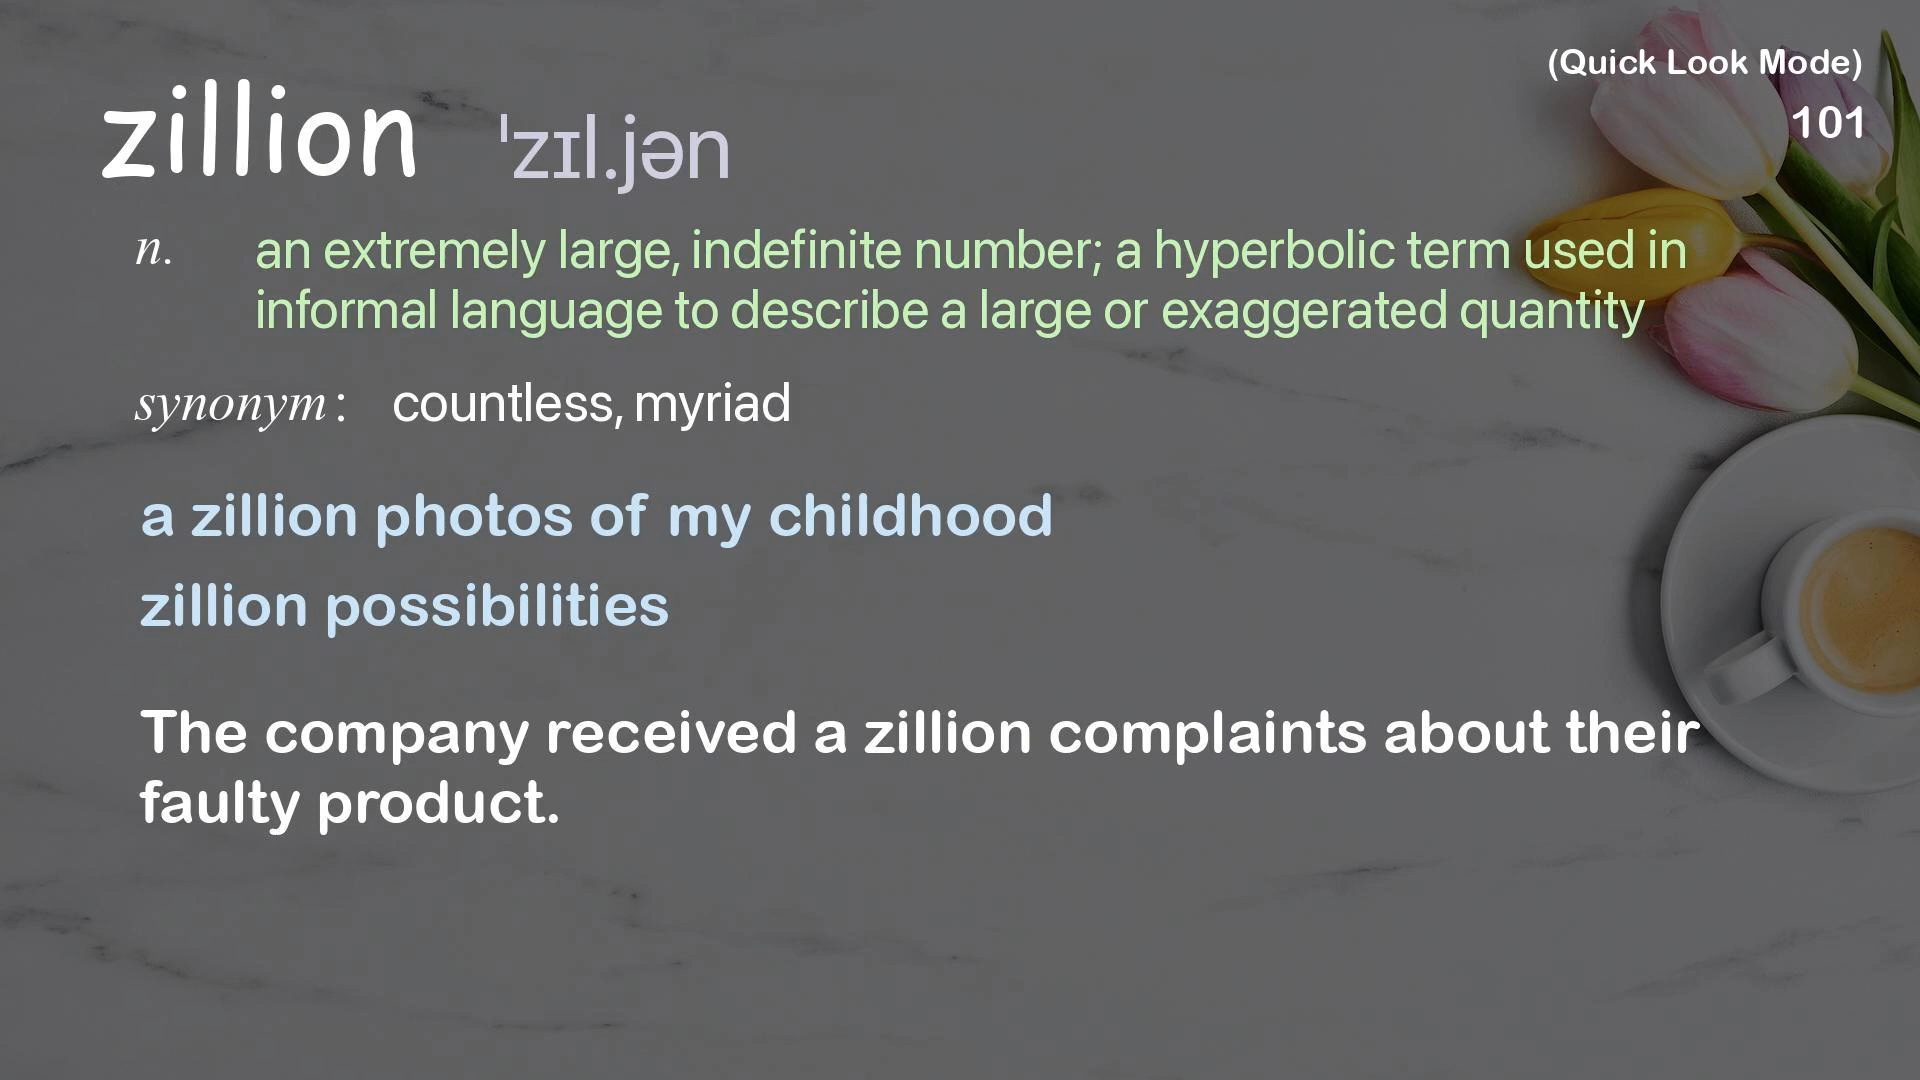 (Quick Look Mode)
101
zillion ˈzɪl.jən
n. an extremely large, indefinite number; a hyperbolic term used in
informal language to describe a large or exaggerated quantity
synonym: countless, myriad
a zillion photos of my childhood
zillion possibilities
The company received a zillion complaints about their
faulty product.